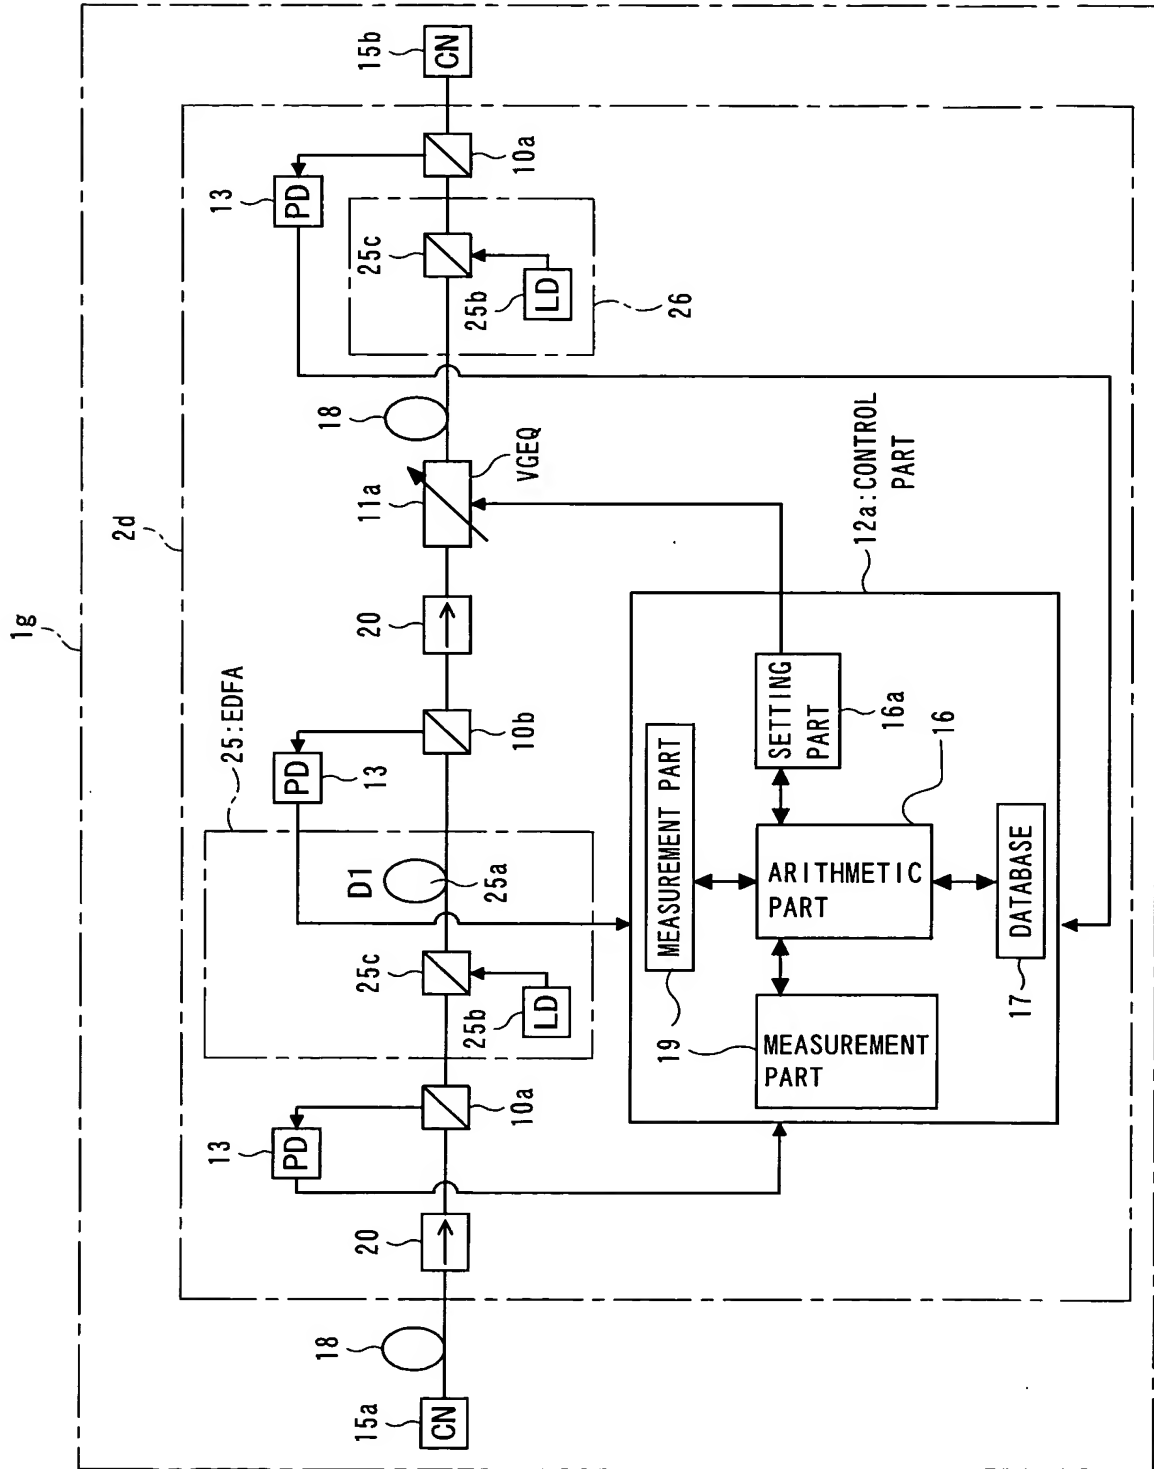 1g
2d
25:EDFA
13
PD
10a
15b
CN
25c
25b
LD
26
18
11a
VGEQ
20
10b
13
PD
D1
25a
25c
25b
LD
10a
13
PD
20
18
15a
CN
12a:CONTROL
PART
MEASUREMENT PART
19
MEASUREMENT
PART
ARITHMETIC
PART
16
SETTING
PART
16a
DATABASE
17